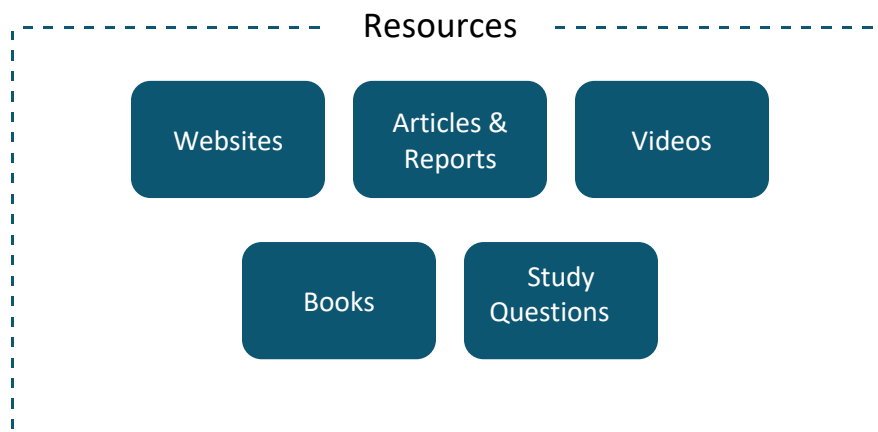 Resources
Websites
Articles &
Reports
Videos
Books
Study
Questions